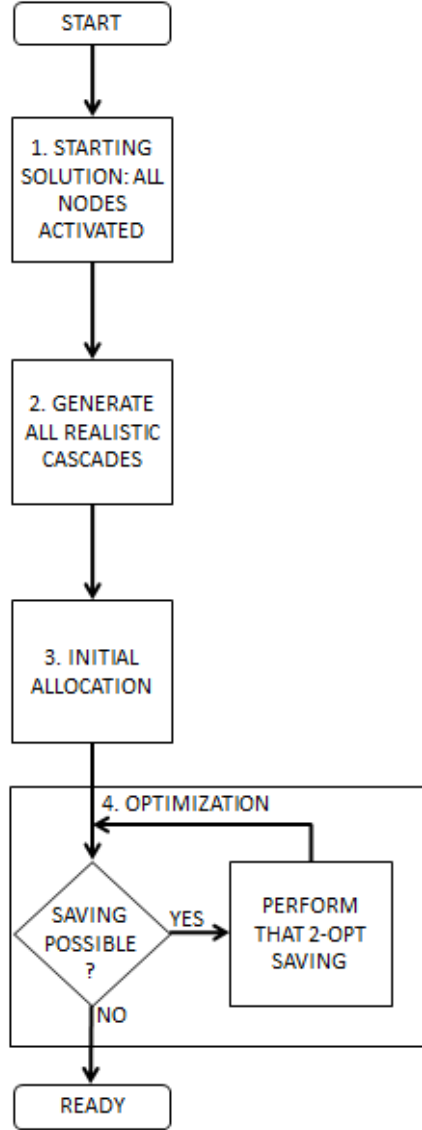 START
1. STARTING
SOLUTION: ALL
NODES
ACTIVATED
2. GENERATE
ALL REALISTIC
CASCADES
3. INITIAL
ALLOCATION
4. OPTIMIZATION
SAVING
POSSIBLE
?
YES
PERFORM
THAT 2-OPT
SAVING
NO
READY